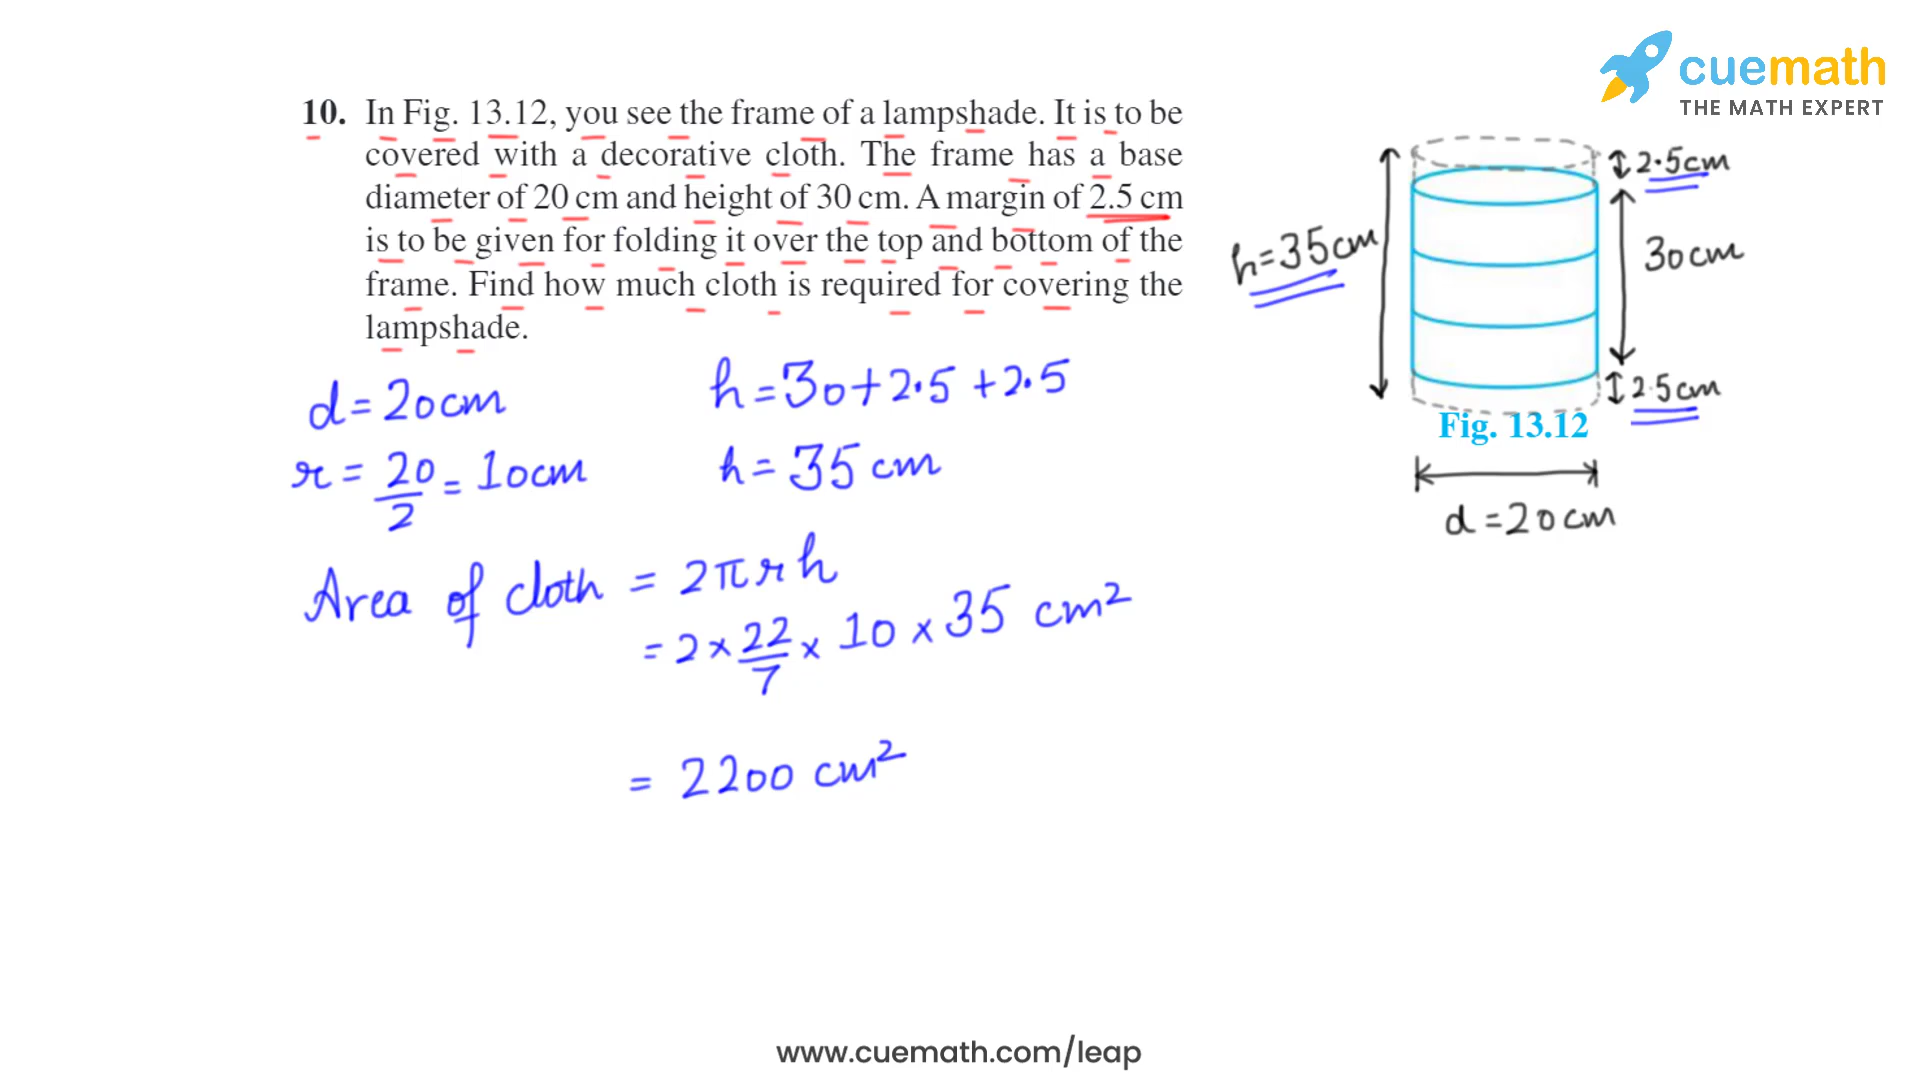 cuemath
THE MATH EXPERT
10. In Fig. 13.12, you see the frame of a lampshade. It is to be
covered with a decorative cloth. The frame has a base
diameter of 20 cm and height of 30 cm. A margin of 2.5 cm
is to be given for folding it over the top and bottom of the
frame. Find how much cloth is required for covering the
lampshade.
2.5cm
h=35cm
30cm
2.5cm
Fig. 13.12
d=20cm
d=20cm
h=30+2.5+2.5
r=20/2=10cm
h=35cm
Area of cloth = 2πrh
=2×22/7×10×35 cm²
=2200 cm²
www.cuemath.com/leap